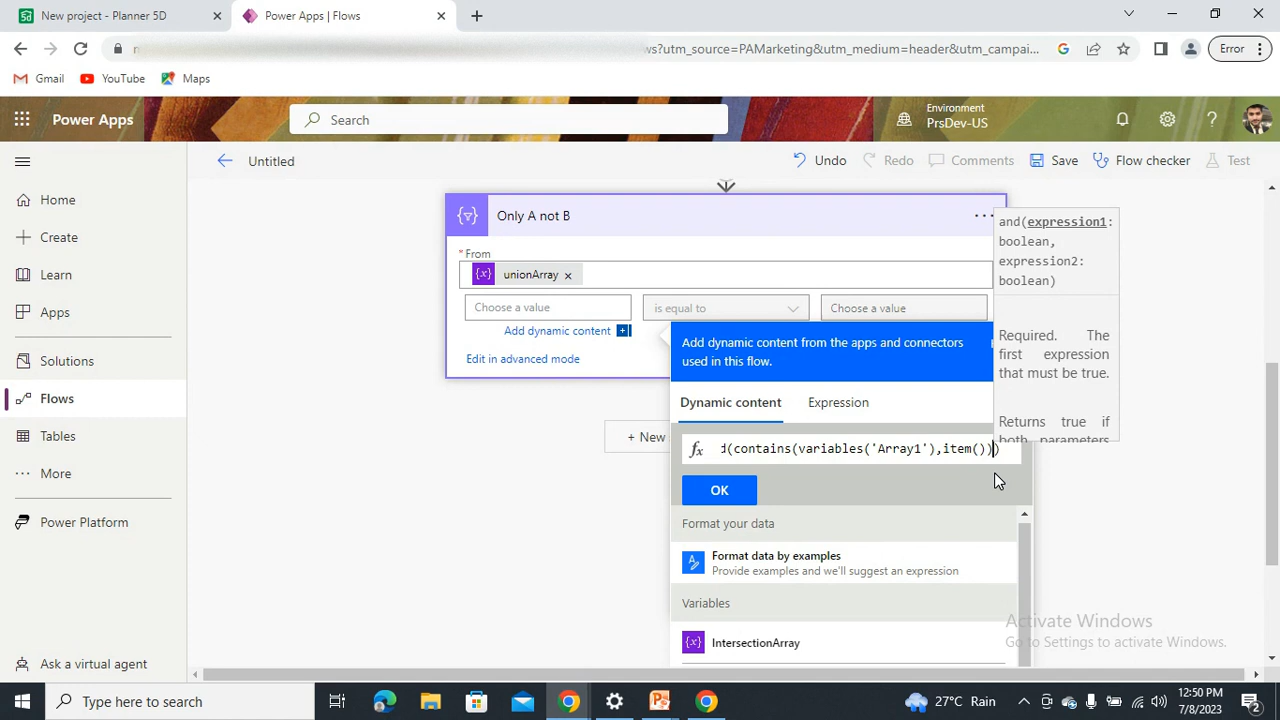 New project - Planner 5D
Power Apps | Flows
ws?utm_source=PAMarketing&utm_medium=header&utm_campai...
Error
Gmail
YouTube
Maps
Power Apps
Search
Environment
PrsDev-US
Untitled
Undo
Redo
Comments
Save
Flow checker
Test
Home
Create
Learn
Apps
Solutions
Flows
Tables
More
Power Platform
Ask a virtual agent
Only A not B
* From
unionArray
Choose a value
is equal to
Choose a value
Add dynamic content
Edit in advanced mode
+ New
and(expression1:
boolean,
expression2:
boolean)
Required. The
first expression
that must be true.
Returns true if
both parameters
Add dynamic content from the apps and connectors
used in this flow.
Dynamic content
Expression
fx
d(contains(variables('Array1'),item()))
OK
Format your data
Format data by examples
Provide examples and we'll suggest an expression
Variables
IntersectionArray
Activate Windows
Go to Settings to activate Windows.
Type here to search
27°C Rain
12:50 PM
7/8/2023
2